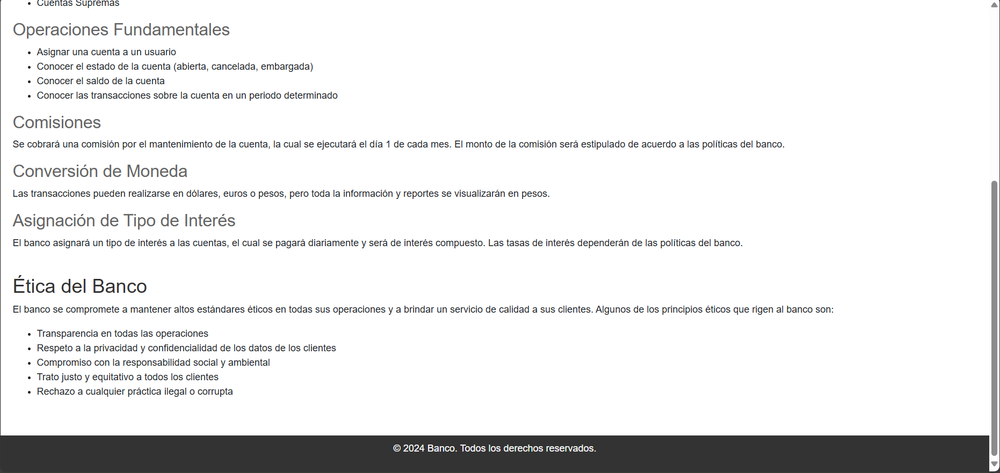 Cuentas Supremas
Operaciones Fundamentales
Asignar una cuenta a un usuario
Conocer el estado de la cuenta (abierta, cancelada, embargada)
Conocer el saldo de la cuenta
Conocer las transacciones sobre la cuenta en un periodo determinado
Comisiones
Se cobrará una comisión por el mantenimiento de la cuenta, la cual se ejecutará el día 1 de cada mes. El monto de la comisión será estipulado de acuerdo a las políticas del banco.
Conversión de Moneda
Las transacciones pueden realizarse en dólares, euros o pesos, pero toda la información y reportes se visualizarán en pesos.
Asignación de Tipo de Interés
El banco asignará un tipo de interés a las cuentas, el cual se pagará diariamente y será de interés compuesto. Las tasas de interés dependerán de las políticas del banco.
Ética del Banco
El banco se compromete a mantener altos estándares éticos en todas sus operaciones y a brindar un servicio de calidad a sus clientes. Algunos de los principios éticos que rigen al banco son:
Transparencia en todas las operaciones
Respeto a la privacidad y confidencialidad de los datos de los clientes
Compromiso con la responsabilidad social y ambiental
Trato justo y equitativo a todos los clientes
Rechazo a cualquier práctica ilegal o corrupta
© 2024 Banco. Todos los derechos reservados.